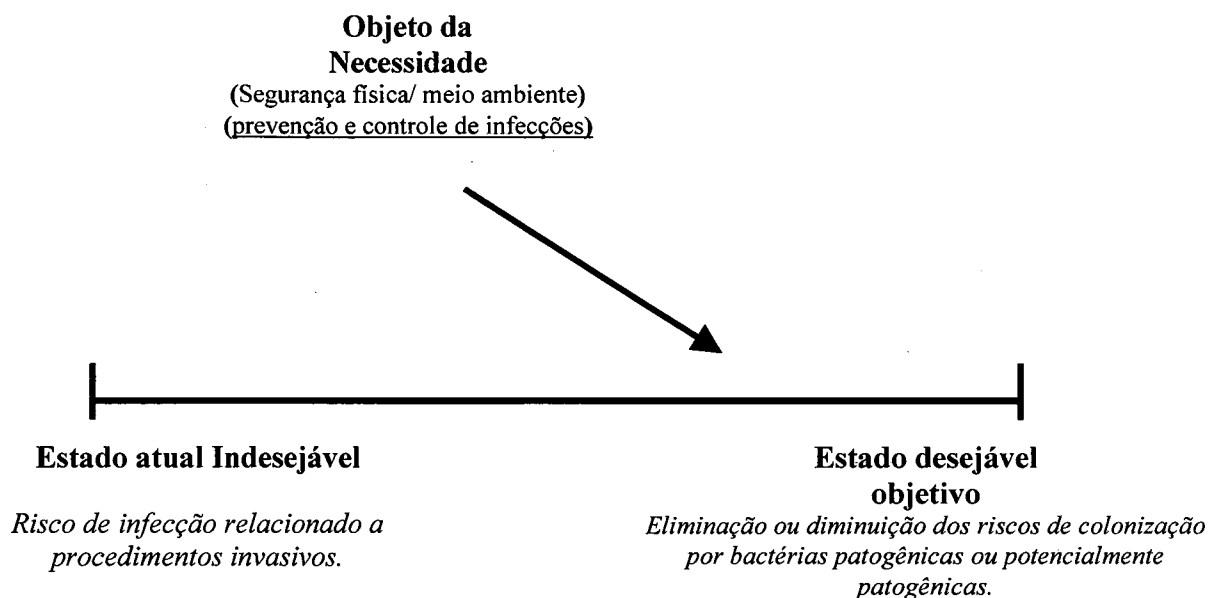 Objeto da
Necessidade
(Segurança física/ meio ambiente)
(prevenção e controle de infecções)
Estado atual Indesejável
Risco de infecção relacionado a
procedimentos invasivos.
Estado desejável
objetivo
Eliminação ou diminuição dos riscos de colonização
por bactérias patogênicas ou potencialmente
patogênicas.